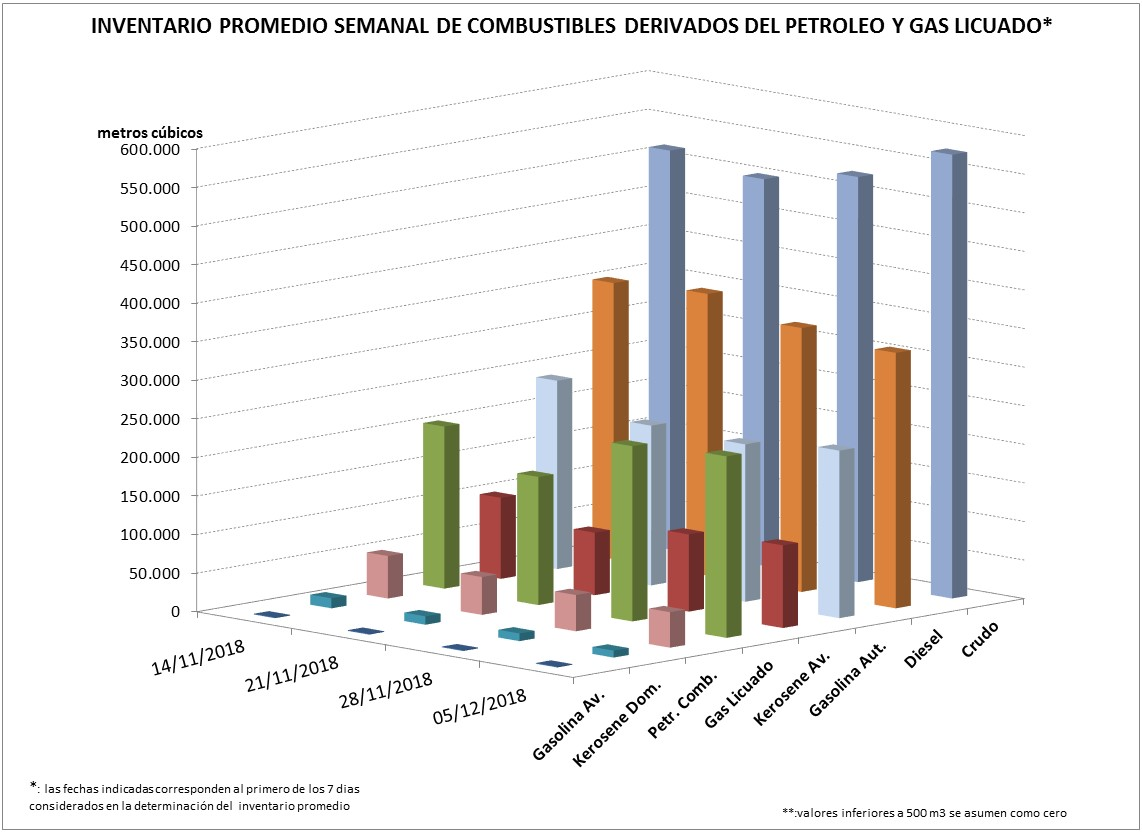 INVENTARIO PROMEDIO SEMANAL DE COMBUSTIBLES DERIVADOS DEL PETROLEO Y GAS LICUADO*
metros cúbicos
600.000
550.000
500.000
450.000
400.000
350.000
300.000
250.000
200.000
150.000
100.000
50.000
0
14/11/2018
21/11/2018
28/11/2018
05/12/2018
Gasolina Av.
Kerosene Dom.
Petr. Comb.
Gas Licuado
Kerosene Av.
Gasolina Aut.
Diesel
Crudo
*: las fechas indicadas corresponden al primero de los 7 dias
considerados en la determinación del inventario promedio
**:valores inferiores a 500 m3 se asumen como cero